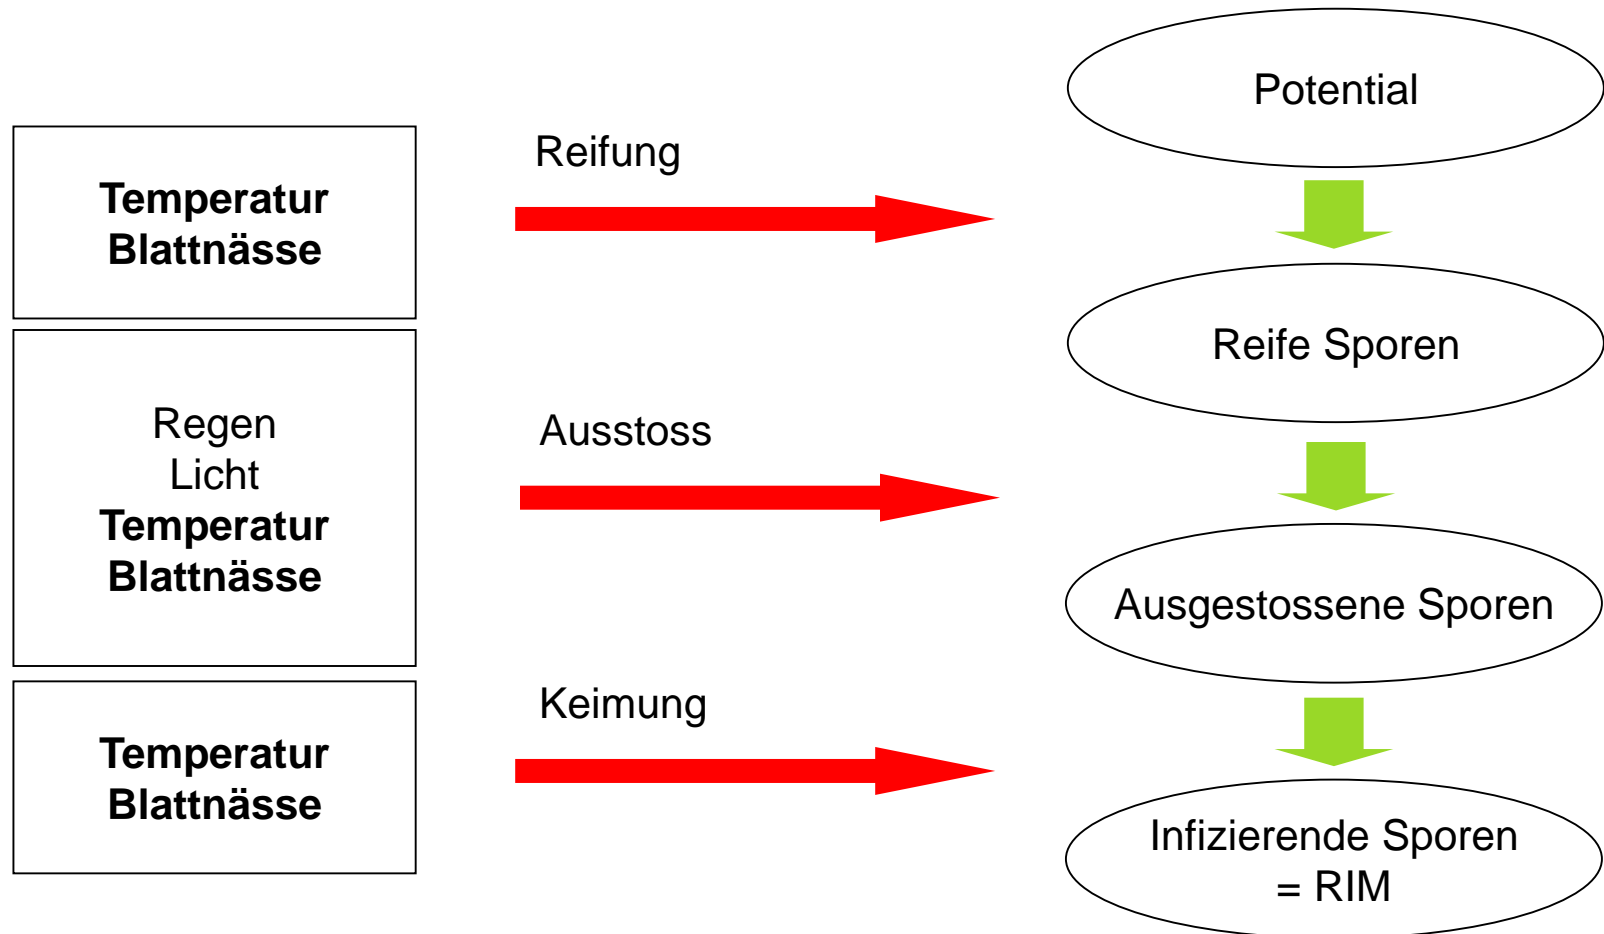 Potential
Reifung
Temperatur
Blattnässe
Reife Sporen
Regen
Licht
Temperatur
Blattnässe
Ausstoss
Ausgestossene Sporen
Keimung
Temperatur
Blattnässe
Infizierende Sporen
= RIM